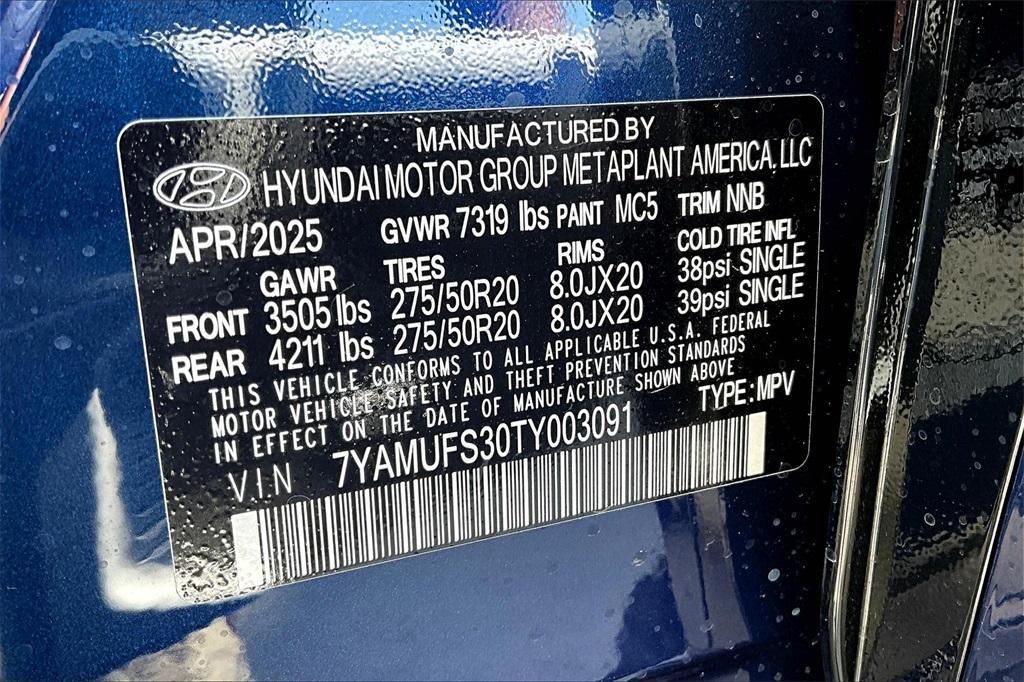 MANUFACTURED BY
HYUNDAI MOTOR GROUP METAPLANT AMERICA, LLC
APR/2025 GVWR 7319 lbs PAINT MC5 TRIM NNB
GAWR TIRES RIMS COLD TIRE INFL
FRONT 3505 lbs 275/50R20 8.0JX20 38psi SINGLE
REAR 4211 lbs 275/50R20 8.0JX20 39psi SINGLE
THIS VEHICLE CONFORMS TO ALL APPLICABLE U.S.A. FEDERAL
MOTOR VEHICLE SAFETY AND THEFT PREVENTION STANDARDS
IN EFFECT ON THE DATE OF MANUFACTURE SHOWN ABOVE
VIN 7YAMUFS30TY003091 TYPE:MPV